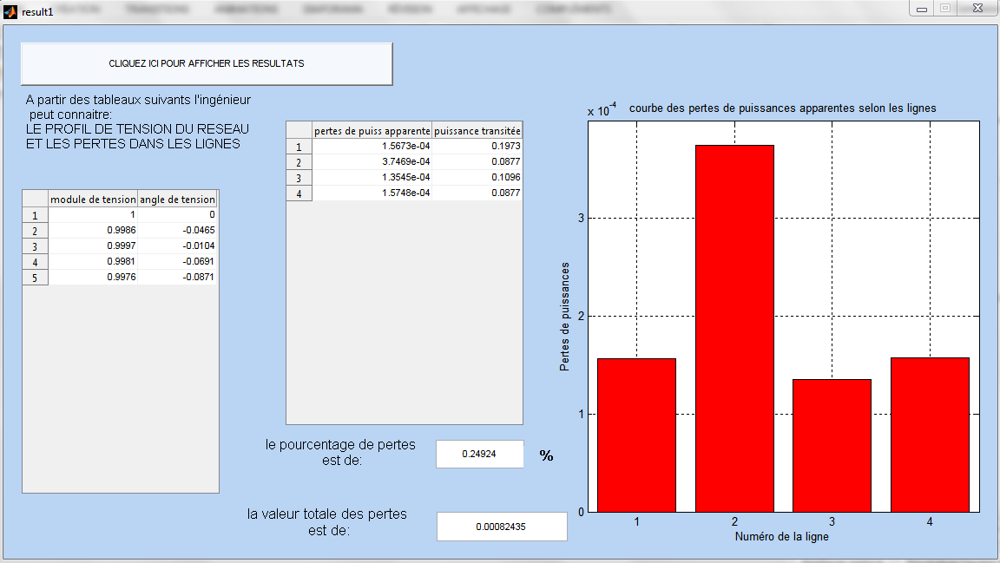 result1
CLIQUEZ ICI POUR AFFICHER LES RESULTATS
A partir des tableaux suivants l'ingénieur
peut connaitre:
LE PROFIL DE TENSION DU RESEAU
ET LES PERTES DANS LES LIGNES
module de tension angle de tension
1 1 0
2 0.9986 -0.0465
3 0.9997 -0.0104
4 0.9981 -0.0691
5 0.9976 -0.0871
pertes de puiss apparente puissance transitée
1 1.5673e-04 0.1973
2 3.7469e-04 0.0877
3 1.3545e-04 0.1096
4 1.5748e-04 0.0877
le pourcentage de pertes
est de:
0.24924 %
la valeur totale des pertes
est de:
0.00082435
x 10^-4 courbe des pertes de puissances apparentes selon les lignes
Pertes de puissances
3
2
1
0
1 2 3 4
Numéro de la ligne